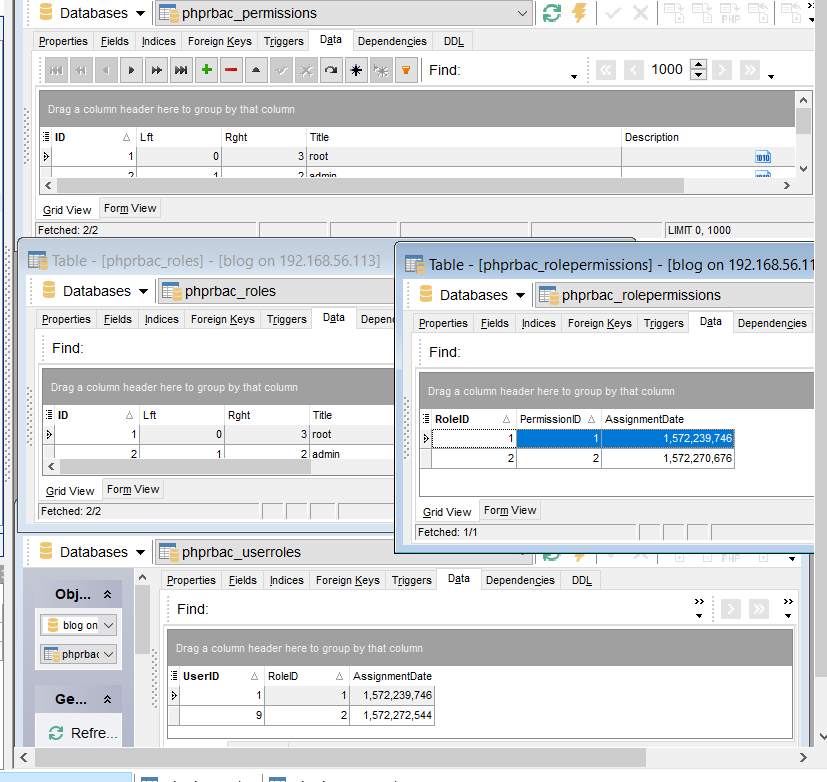 Databases phprbac_permissions
PHP
Properties Fields Indices Foreign Keys Triggers Data Dependencies DDL
Find: 1000
Drag a column header here to group by that column
ID Lft Rght Title Description
1 0 3 root
2 1 2 admin
Grid View Form View
Fetched: 2/2 LIMIT 0, 1000
Table - [phprbac_roles] - [blog on 192.168.56.113]
Databases phprbac_roles
Properties Fields Indices Foreign Keys Triggers Data Depen
Find:
Drag a column header here to group by that column
ID Lft Rght Title
1 0 3 root
2 1 2 admin
Grid View Form View
Fetched: 2/2
Table - [phprbac_rolepermissions] - [blog on 192.168.56.11
Databases phprbac_rolepermissions
Properties Fields Indices Foreign Keys Triggers Data Dependencies
Find:
Drag a column header here to group by that column
RoleID PermissionID AssignmentDate
1 1 1,572,239,746
2 2 1,572,270,676
Grid View Form View
Fetched: 1/1
Databases phprbac_userroles
Obj...
blog on
phprbac
Ge...
Refre...
Properties Fields Indices Foreign Keys Triggers Data Dependencies DDL
Find:
Drag a column header here to group by that column
UserID RoleID AssignmentDate
1 1 1,572,239,746
9 2 1,572,272,544